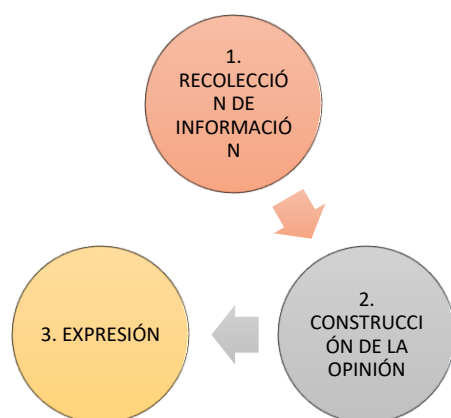 1.
RECOLECCIÓ
N DE
INFORMACIÓ
N
2.
CONSTRUCCI
ÓN DE LA
OPINIÓN
3. EXPRESIÓN